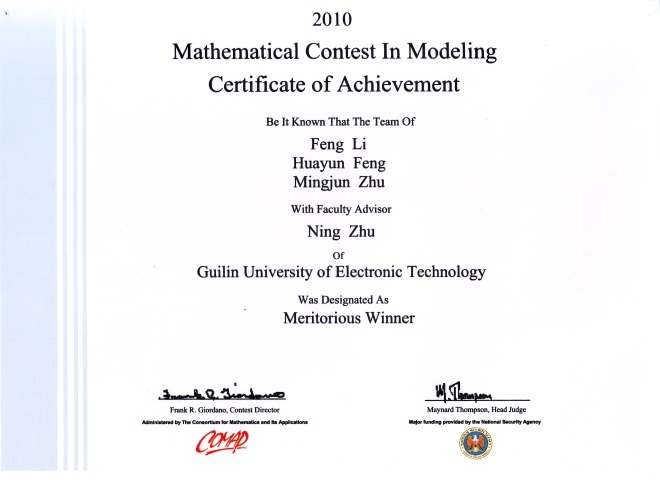 2010
Mathematical Contest In Modeling
Certificate of Achievement
Be It Known That The Team Of
Feng Li
Huayun Feng
Mingjun Zhu
With Faculty Advisor
Ning Zhu
Of
Guilin University of Electronic Technology
Was Designated As
Meritorious Winner
Frank R. Giordano
M. Thompson
Frank R. Giordano, Contest Director
Maynard Thompson, Head Judge
Administered by The Consortium for Mathematics and Its Applications
Major funding provided by the National Security Agency
COMAP